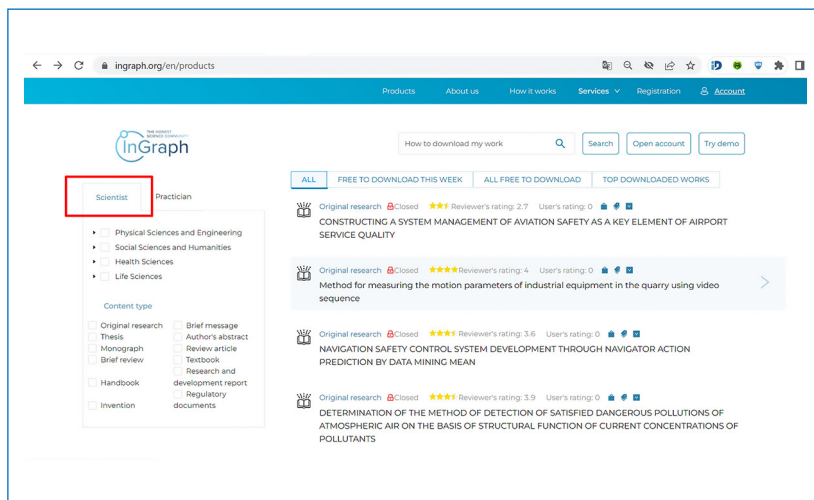 ingraph.org/en/products
Products About us How it works Services Registration Account
THE HONEST
SCIENCE COMMUNITY
inGraph
How to download my work
Search Open account Try demo
Scientist Practician
ALL FREE TO DOWNLOAD THIS WEEK ALL FREE TO DOWNLOAD TOP DOWNLOADED WORKS
Physical Sciences and Engineering
Social Sciences and Humanities
Health Sciences
Life Sciences
Content type
Original research Brief message
Thesis Author's abstract
Monograph Review article
Brief review Textbook
Research and
Handbook development report
Regulatory
Invention documents
Original research Closed Reviewer's rating: 2.7 User's rating: 0
CONSTRUCTING A SYSTEM MANAGEMENT OF AVIATION SAFETY AS A KEY ELEMENT OF AIRPORT
SERVICE QUALITY
Original research Closed Reviewer's rating: 4 User's rating: 0
Method for measuring the motion parameters of industrial equipment in the quarry using video
sequence
Original research Closed Reviewer's rating: 3.6 User's rating: 0
NAVIGATION SAFETY CONTROL SYSTEM DEVELOPMENT THROUGH NAVIGATOR ACTION
PREDICTION BY DATA MINING MEAN
Original research Closed Reviewer's rating: 3.9 User's rating: 0
DETERMINATION OF THE METHOD OF DETECTION OF SATISFIED DANGEROUS POLLUTIONS OF
ATMOSPHERIC AIR ON THE BASIS OF STRUCTURAL FUNCTION OF CURRENT CONCENTRATIONS OF
POLLUTANTS